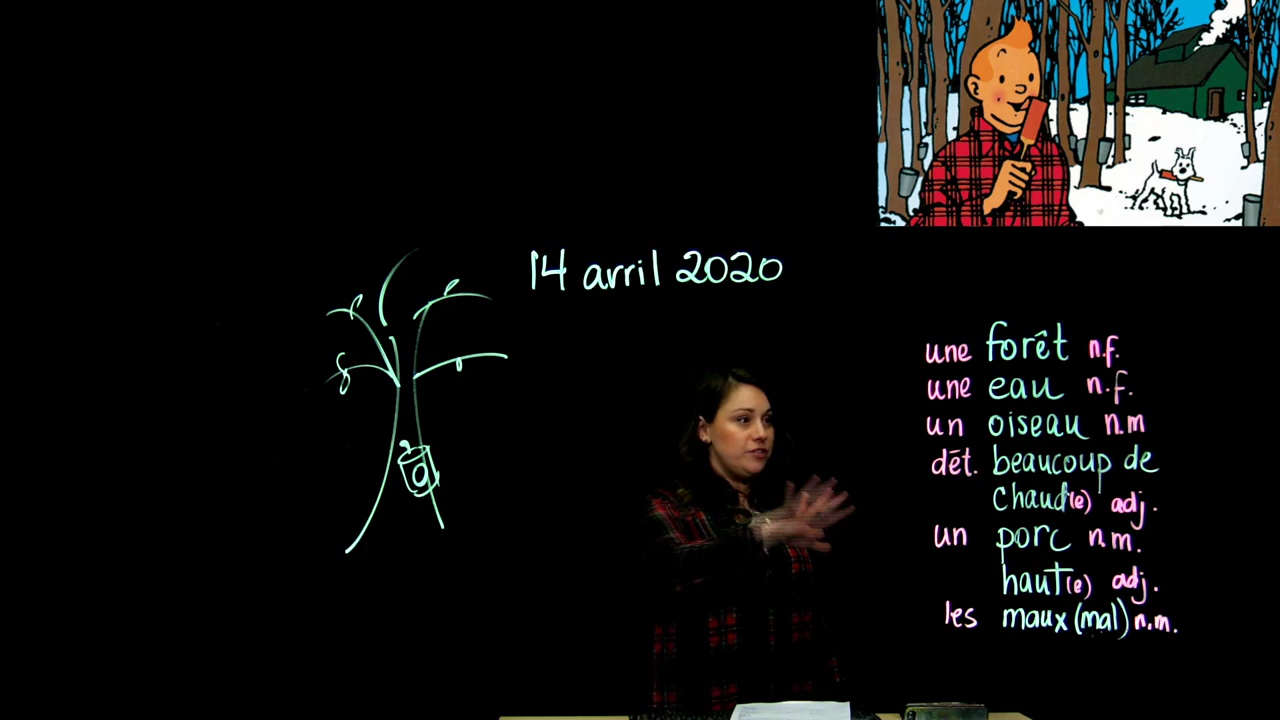 14 avril 2020
une forêt n.f.
une eau n.f.
un oiseau n.m
dét. beaucoup de
chaud(e) adj.
un porc n.m.
haut(e) adj.
les maux (mal) n.m.